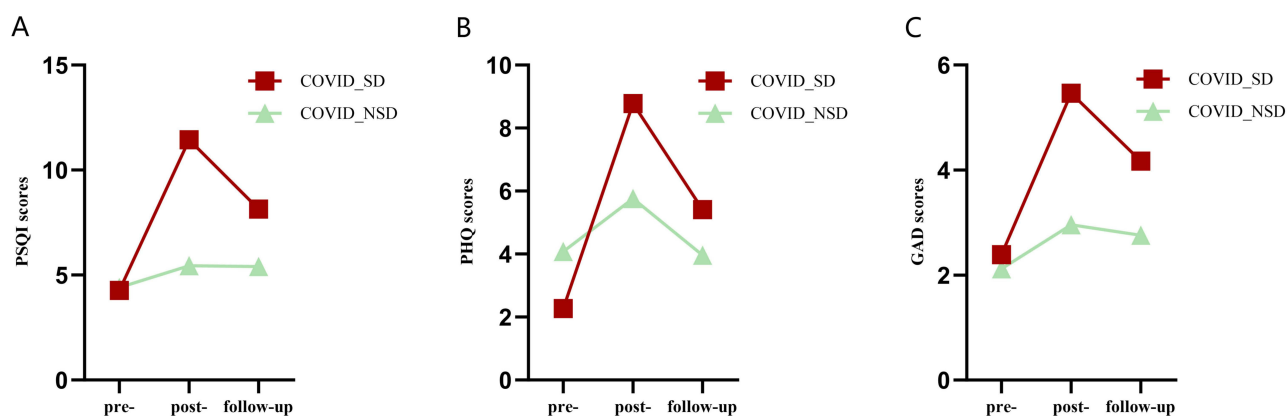 A
15
10
5
0
PSQI scores
pre-
post-
follow-up
COVID_SD
COVID_NSD
B
10
8
6
4
2
0
PHQ scores
pre-
post-
follow-up
COVID_SD
COVID_NSD
C
6
4
2
0
GAD scores
pre-
post-
follow-up
COVID_SD
COVID_NSD